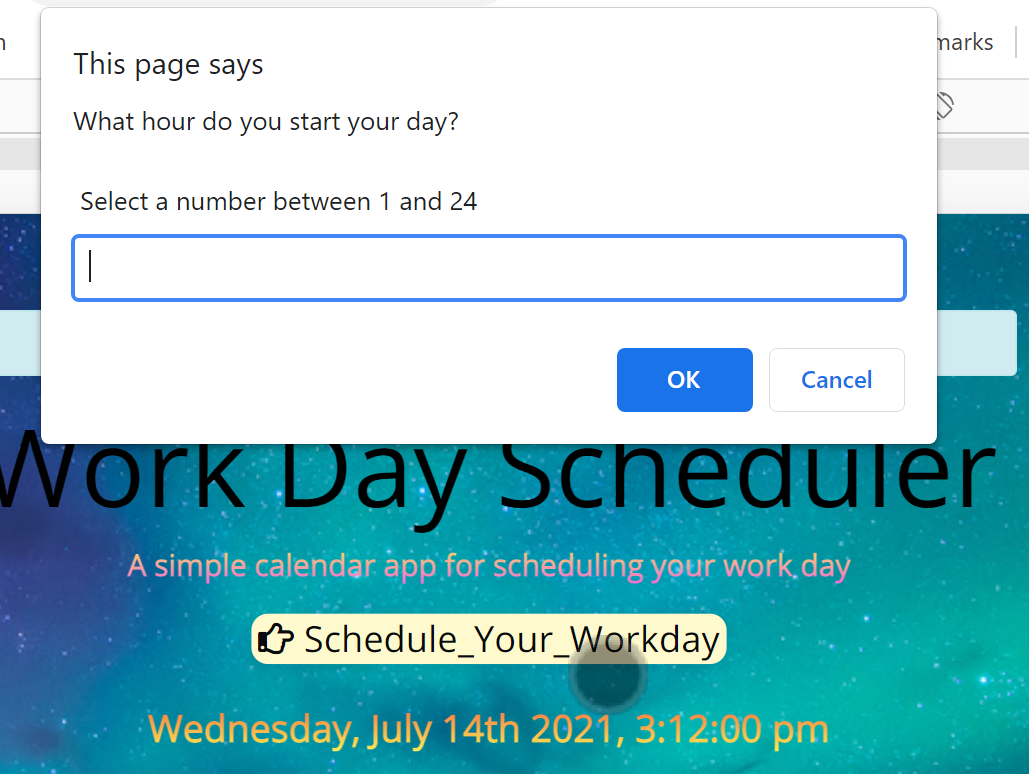 This page says
marks
What hour do you start your day?
Select a number between 1 and 24
OK
Cancel
Work Day Scheduler
A simple calendar app for scheduling your work day
Schedule_Your_Workday
Wednesday, July 14th 2021, 3:12:00 pm